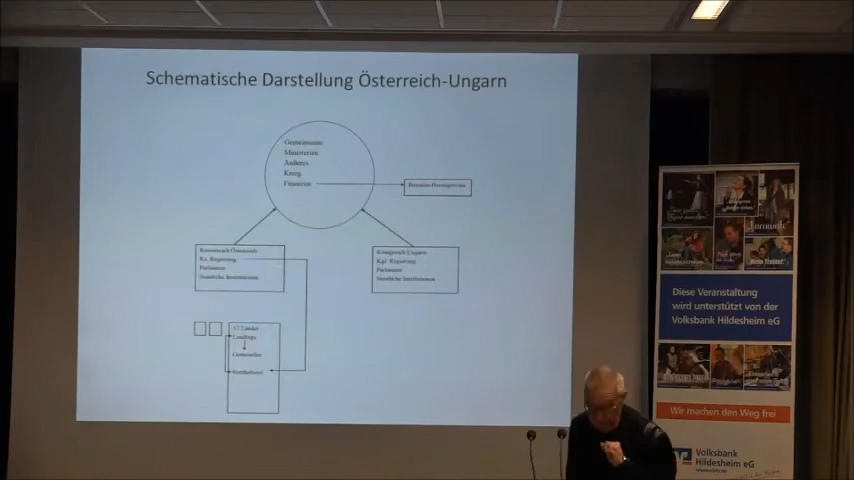 Schematische Darstellung Österreich-Ungarn
Gemeinsame
Ministerien
Äußeres
Krieg
Finanzen
Bosnien-Herzegowina
Kaiserreich Österreich
Kk. Regierung
Parlament
Staatliche Institutionen
Königreich Ungarn
Kgl. Regierung
Parlament
Staatliche Institutionen
17 Länder
Landtage
Gemeinden
Statthalterei
Diese Veranstaltung
wird unterstützt von der
Volksbank Hildesheim eG
Wir machen den Weg frei
Volksbank
Hildesheim eG